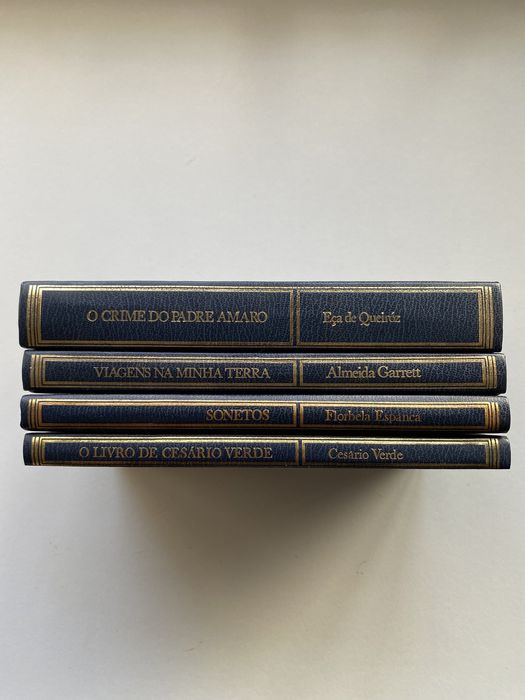 O CRIME DO PADRE AMARO Eça de Queiróz
VIAGENS NA MINHA TERRA Almeida Garrett
SONETOS Florbela Espanca
O LIVRO DE CESÁRIO VERDE Cesário Verde